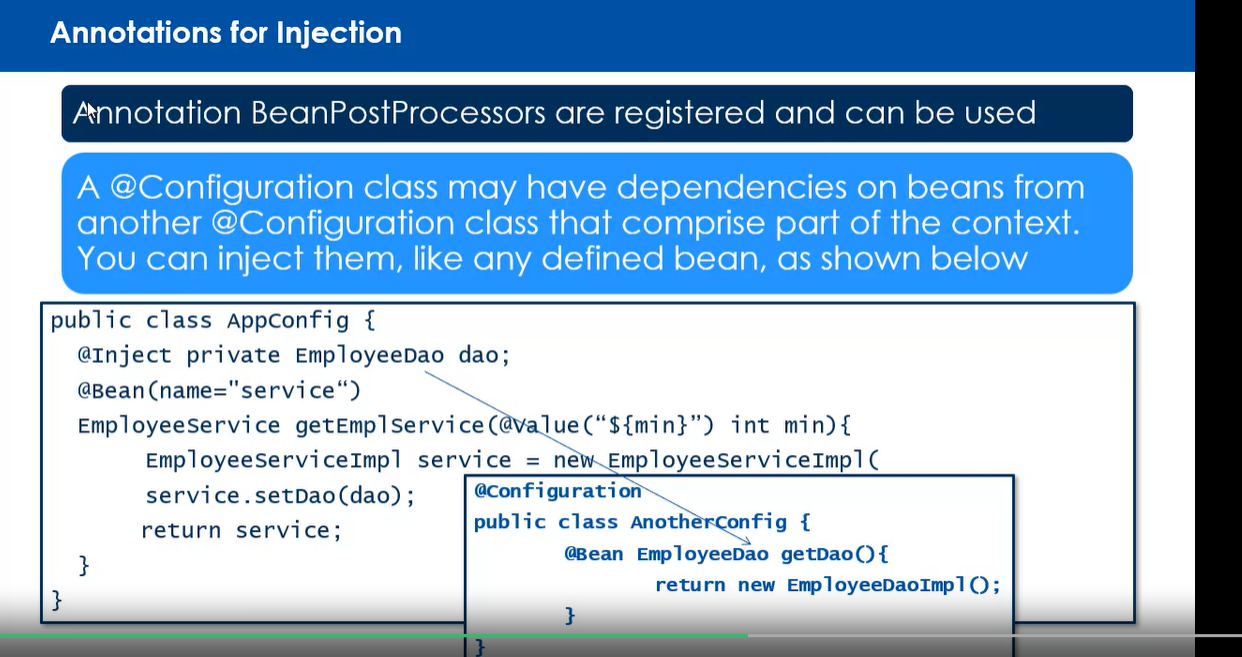 Annotations for Injection
Annotation BeanPostProcessors are registered and can be used
A @Configuration class may have dependencies on beans from
another @Configuration class that comprise part of the context.
You can inject them, like any defined bean, as shown below
public class AppConfig {
@Inject private EmployeeDao dao;
@Bean(name="service“)
EmployeeService getEmplService(@Value(“${min}”) int min){
EmployeeServiceImpl service = new EmployeeServiceImpl(
service.setDao(dao);
return service;
}
}
@Configuration
public class AnotherConfig {
@Bean EmployeeDao getDao(){
return new EmployeeDaoImpl();
}
}